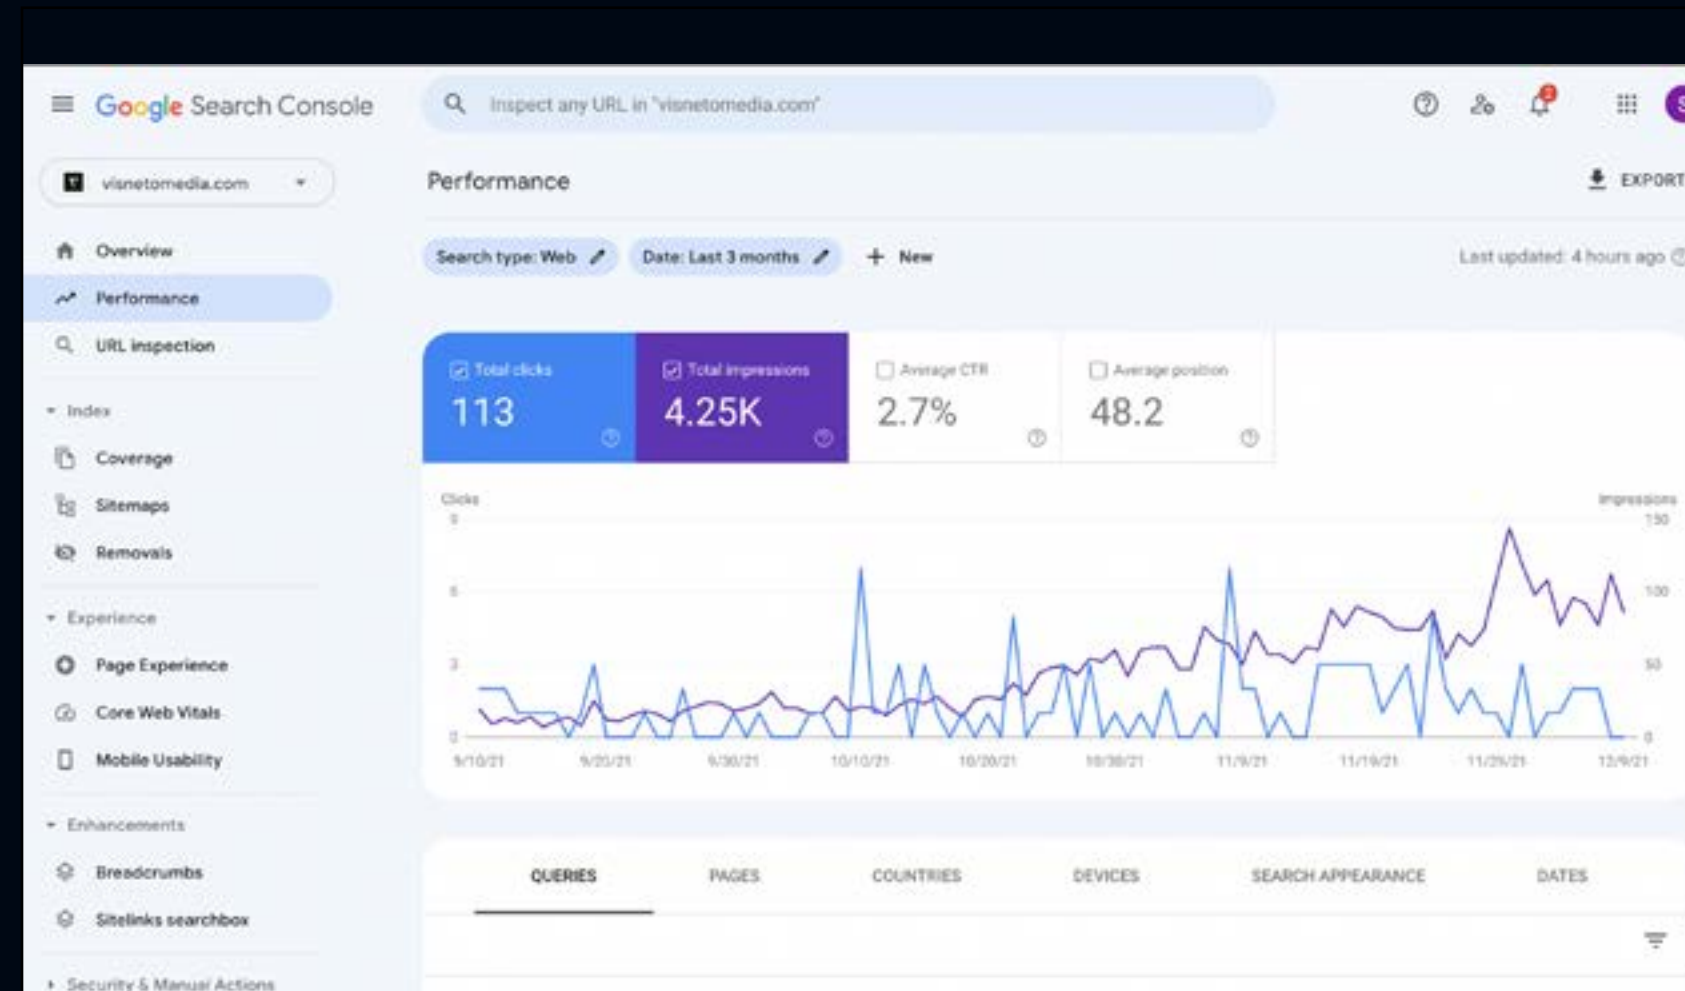 Google Search Console
Inspect any URL in "visnetomedia.com"
2
S
visnetomedia.com
Performance
EXPORT
Overview
Performance
URL inspection
Index
Coverage
Sitemaps
Removals
Experience
Page Experience
Core Web Vitals
Mobile Usability
Enhancements
Breadcrumbs
Sitelinks searchbox
Security & Manual Actions
Search type: Web
Date: Last 3 months
+ New
Last updated: 4 hours ago
Total clicks
113
Total impressions
4.25K
Average CTR
2.7%
Average position
48.2
Clicks
9
6
3
0
Impressions
150
100
50
0
9/10/21 9/20/21 9/30/21 10/10/21 10/20/21 10/30/21 11/9/21 11/19/21 11/29/21 12/9/21
QUERIES PAGES COUNTRIES DEVICES SEARCH APPEARANCE DATES